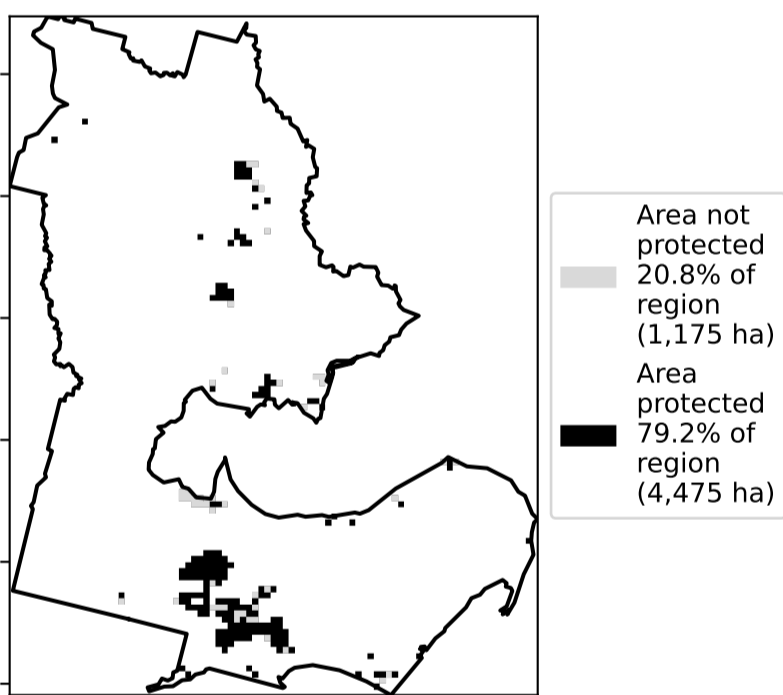 Area not
protected
20.8% of
region
(1,175 ha)
Area
protected
79.2% of
region
(4,475 ha)